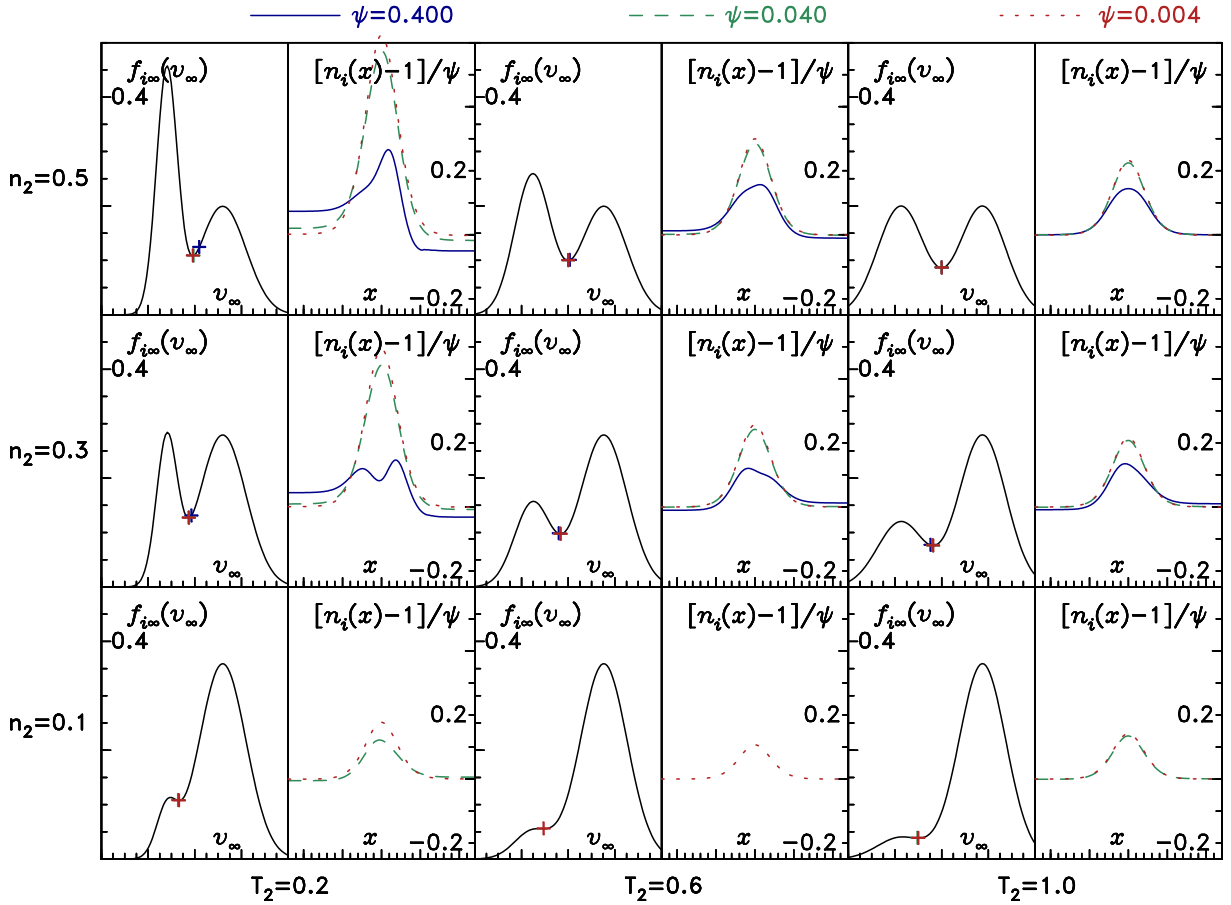 ψ=0.400 ψ=0.040 ψ=0.004
f_{i∞}(v_∞) [n_i(x)−1]/ψ f_{i∞}(v_∞) [n_i(x)−1]/ψ f_{i∞}(v_∞) [n_i(x)−1]/ψ
0.4 0.4 0.4
n_2=0.5 0.2 0.2 0.2
v_∞ x −0.2 v_∞ x −0.2 v_∞ x −0.2
f_{i∞}(v_∞) [n_i(x)−1]/ψ f_{i∞}(v_∞) [n_i(x)−1]/ψ f_{i∞}(v_∞) [n_i(x)−1]/ψ
0.4 0.4 0.4
n_2=0.3 0.2 0.2 0.2
v_∞ x −0.2 v_∞ x −0.2 v_∞ x −0.2
f_{i∞}(v_∞) [n_i(x)−1]/ψ f_{i∞}(v_∞) [n_i(x)−1]/ψ f_{i∞}(v_∞) [n_i(x)−1]/ψ
0.4 0.4 0.4
n_2=0.1 0.2 0.2 0.2
v_∞ x −0.2 v_∞ x −0.2 v_∞ x −0.2
T_2=0.2 T_2=0.6 T_2=1.0